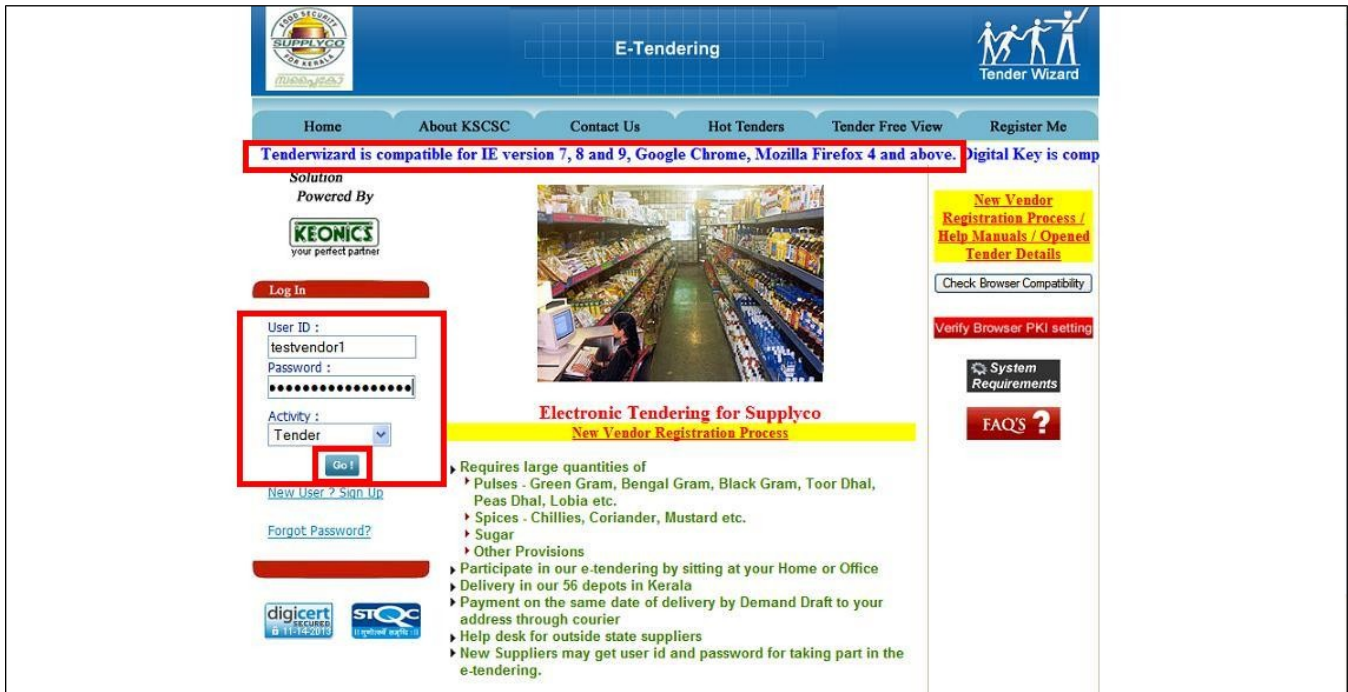 FOOD SECURITY
SUPPLYCO
FOR KERALA
സപ്ലൈകോ
E-Tendering
Tender Wizard
Home About KSCSC Contact Us Hot Tenders Tender Free View Register Me
Tenderwizard is compatible for IE version 7, 8 and 9, Google Chrome, Mozilla Firefox 4 and above. Digital Key is comp
Solution
Powered By
KEONICS
your perfect partner
Log In
User ID :
testvendor1
Password :
Activity :
Tender
Go !
New User ? Sign Up
Forgot Password?
digicert
SECURED
11-14-2013
STQC
Electronic Tendering for Supplyco
New Vendor Registration Process
Requires large quantities of
Pulses - Green Gram, Bengal Gram, Black Gram, Toor Dhal,
Peas Dhal, Lobia etc.
Spices - Chillies, Coriander, Mustard etc.
Sugar
Other Provisions
Participate in our e-tendering by sitting at your Home or Office
Delivery in our 56 depots in Kerala
Payment on the same date of delivery by Demand Draft to your
address through courier
Help desk for outside state suppliers
New Suppliers may get user id and password for taking part in the
e-tendering.
New Vendor
Registration Process /
Help Manuals / Opened
Tender Details
Check Browser Compatibility
Verify Browser PKI setting
System
Requirements
FAQ'S ?